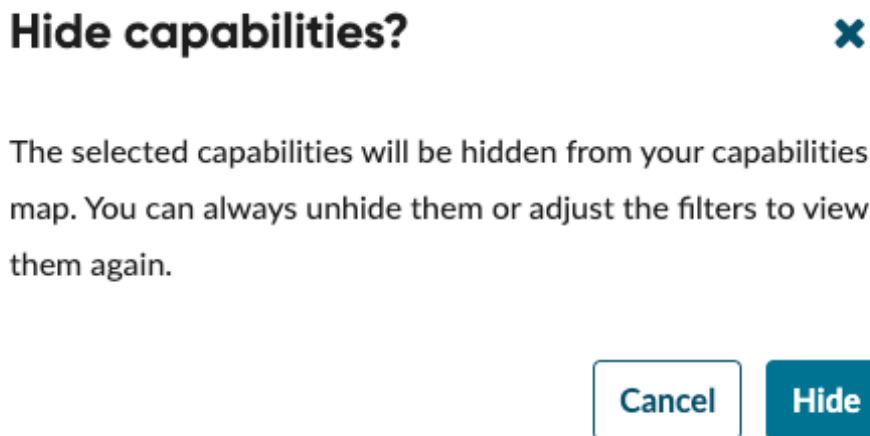 Hide capabilities?
The selected capabilities will be hidden from your capabilities
map. You can always unhide them or adjust the filters to view
them again.
Cancel
Hide